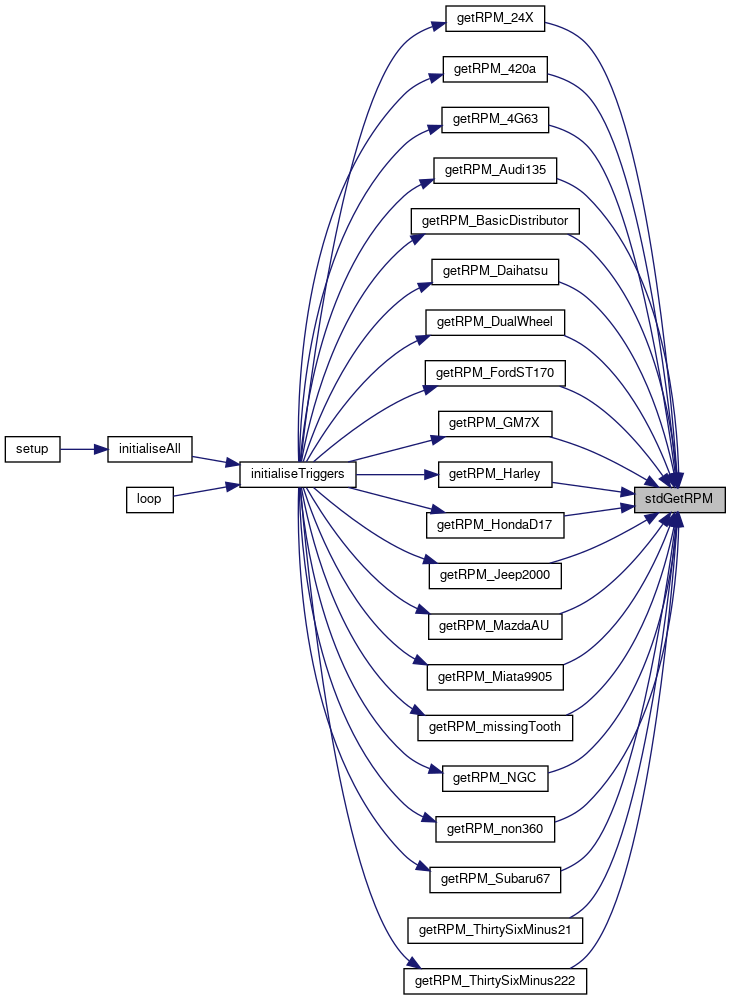 getRPM_24X
getRPM_420a
getRPM_4G63
getRPM_Audi135
getRPM_BasicDistributor
getRPM_Daihatsu
getRPM_DualWheel
getRPM_FordST170
getRPM_GM7X
setup
initialiseAll
initialiseTriggers
getRPM_Harley
loop
stdGetRPM
getRPM_HondaD17
getRPM_Jeep2000
getRPM_MazdaAU
getRPM_Miata9905
getRPM_missingTooth
getRPM_NGC
getRPM_non360
getRPM_Subaru67
getRPM_ThirtySixMinus21
getRPM_ThirtySixMinus222